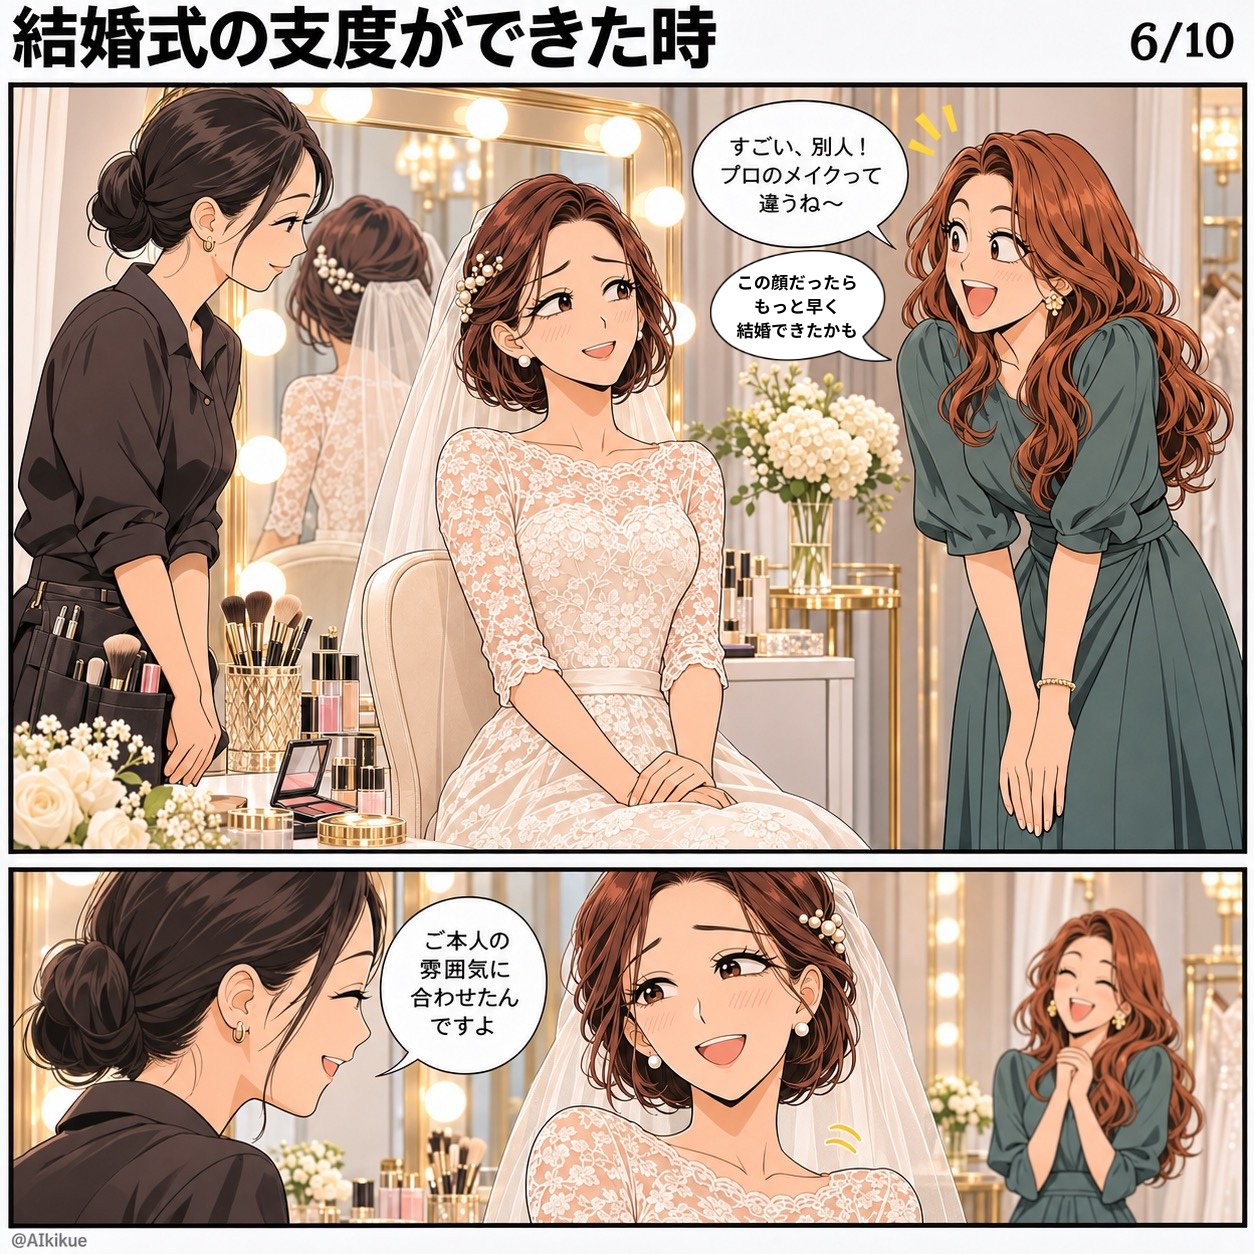 結婚式の支度ができた時
6/10
すごい、別人！
プロのメイクって
違うね〜
この顔だったら
もっと早く
結婚できたかも
ご本人の
雰囲気に
合わせたん
ですよ
@AIkikue